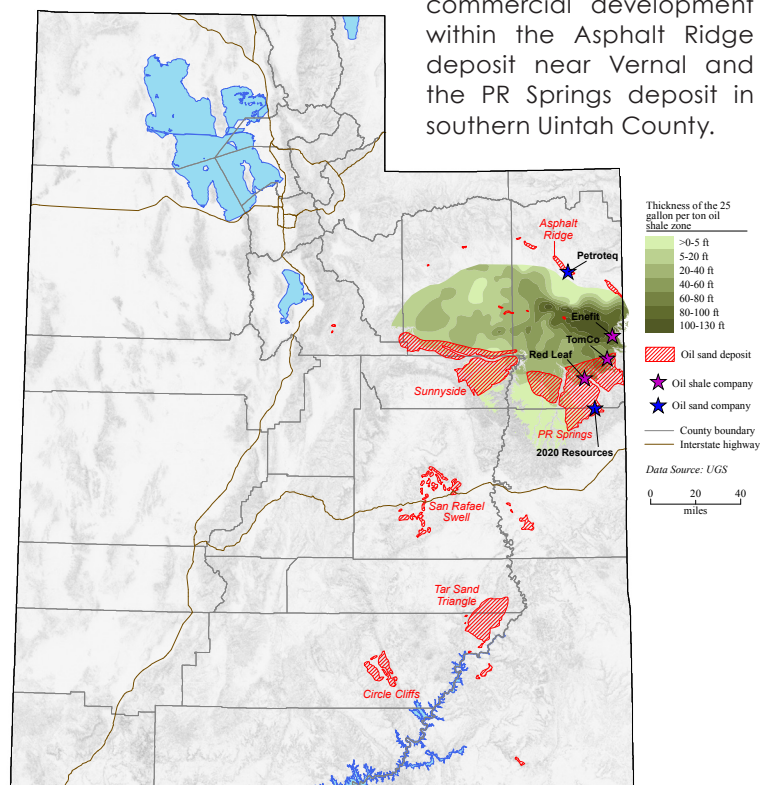 commercial development
within the Asphalt Ridge
deposit near Vernal and
the PR Springs deposit in
southern Uintah County.
Thickness of the 25
gallon per ton oil
shale zone
>0-5 ft
5-20 ft
20-40 ft
40-60 ft
60-80 ft
80-100 ft
100-130 ft
Oil sand deposit
Oil shale company
Oil sand company
County boundary
Interstate highway
Data Source: UGS
0 20 40
miles
Asphalt
Ridge
Petroteq
Enefit
TomCo
Red Leaf
Sunnyside
PR Springs
2020 Resources
San Rafael
Swell
Tar Sand
Triangle
Circle Cliffs